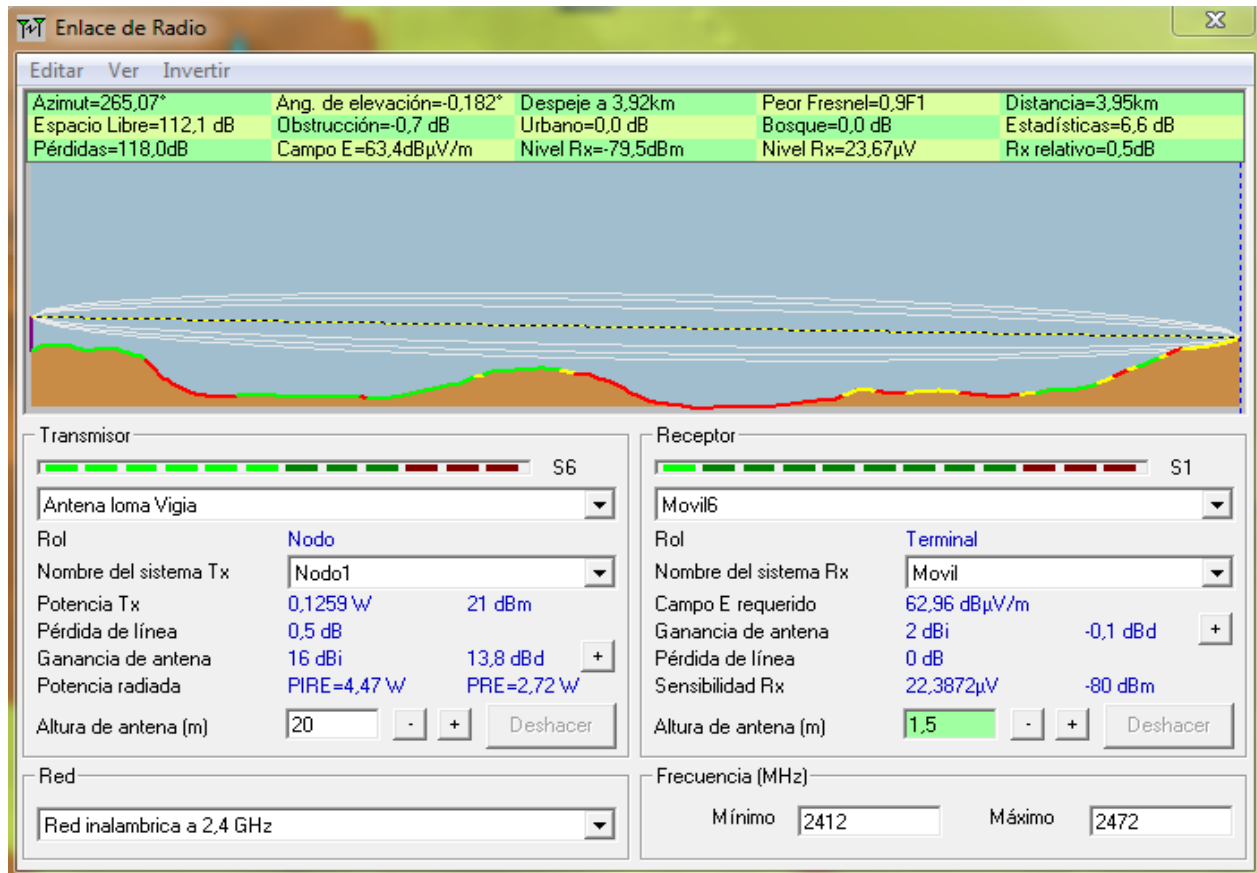 Enlace de Radio
Editar Ver Invertir
Azimut=265,07° Ang. de elevación=-0,182° Despeje a 3,92km Peor Fresnel=0,9F1 Distancia=3,95km
Espacio Libre=112,1 dB Obstrucción=-0,7 dB Urbano=0,0 dB Bosque=0,0 dB Estadísticas=6,6 dB
Pérdidas=118,0dB Campo E=63,4dBµV/m Nivel Rx=-79,5dBm Nivel Rx=23,67µV Rx relativo=0,5dB
Transmisor
S6
Antena loma Vigia
Rol Nodo
Nombre del sistema Tx Nodo1
Potencia Tx 0,1259 W 21 dBm
Pérdida de línea 0,5 dB
Ganancia de antena 16 dBi 13,8 dBd +
Potencia radiada PIRE=4,47 W PRE=2,72 W
Altura de antena (m) 20 - + Deshacer
Receptor
S1
Movil6
Rol Terminal
Nombre del sistema Rx Movil
Campo E requerido 62,96 dBµV/m
Ganancia de antena 2 dBi -0,1 dBd +
Pérdida de línea 0 dB
Sensibilidad Rx 22,3872µV -80 dBm
Altura de antena (m) 1,5 - + Deshacer
Red
Red inalambrica a 2,4 GHz
Frecuencia (MHz)
Mínimo 2412 Máximo 2472